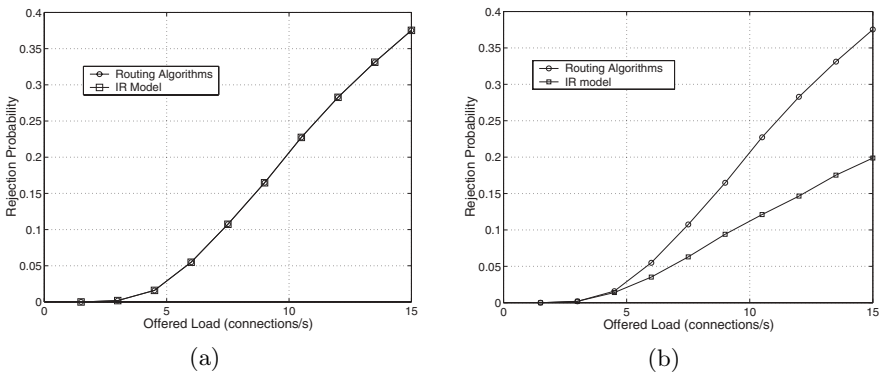 0.4
0.35
0.3
0.25
0.2
0.15
0.1
0.05
0
Rejection Probability
Routing Algorithms
IR Model
0
5
10
15
Offered Load (connections/s)
(a)
0.4
0.35
0.3
0.25
0.2
0.15
0.1
0.05
0
Rejection Probability
Routing Algorithms
IR model
0
5
10
15
Offered Load (connections/s)
(b)